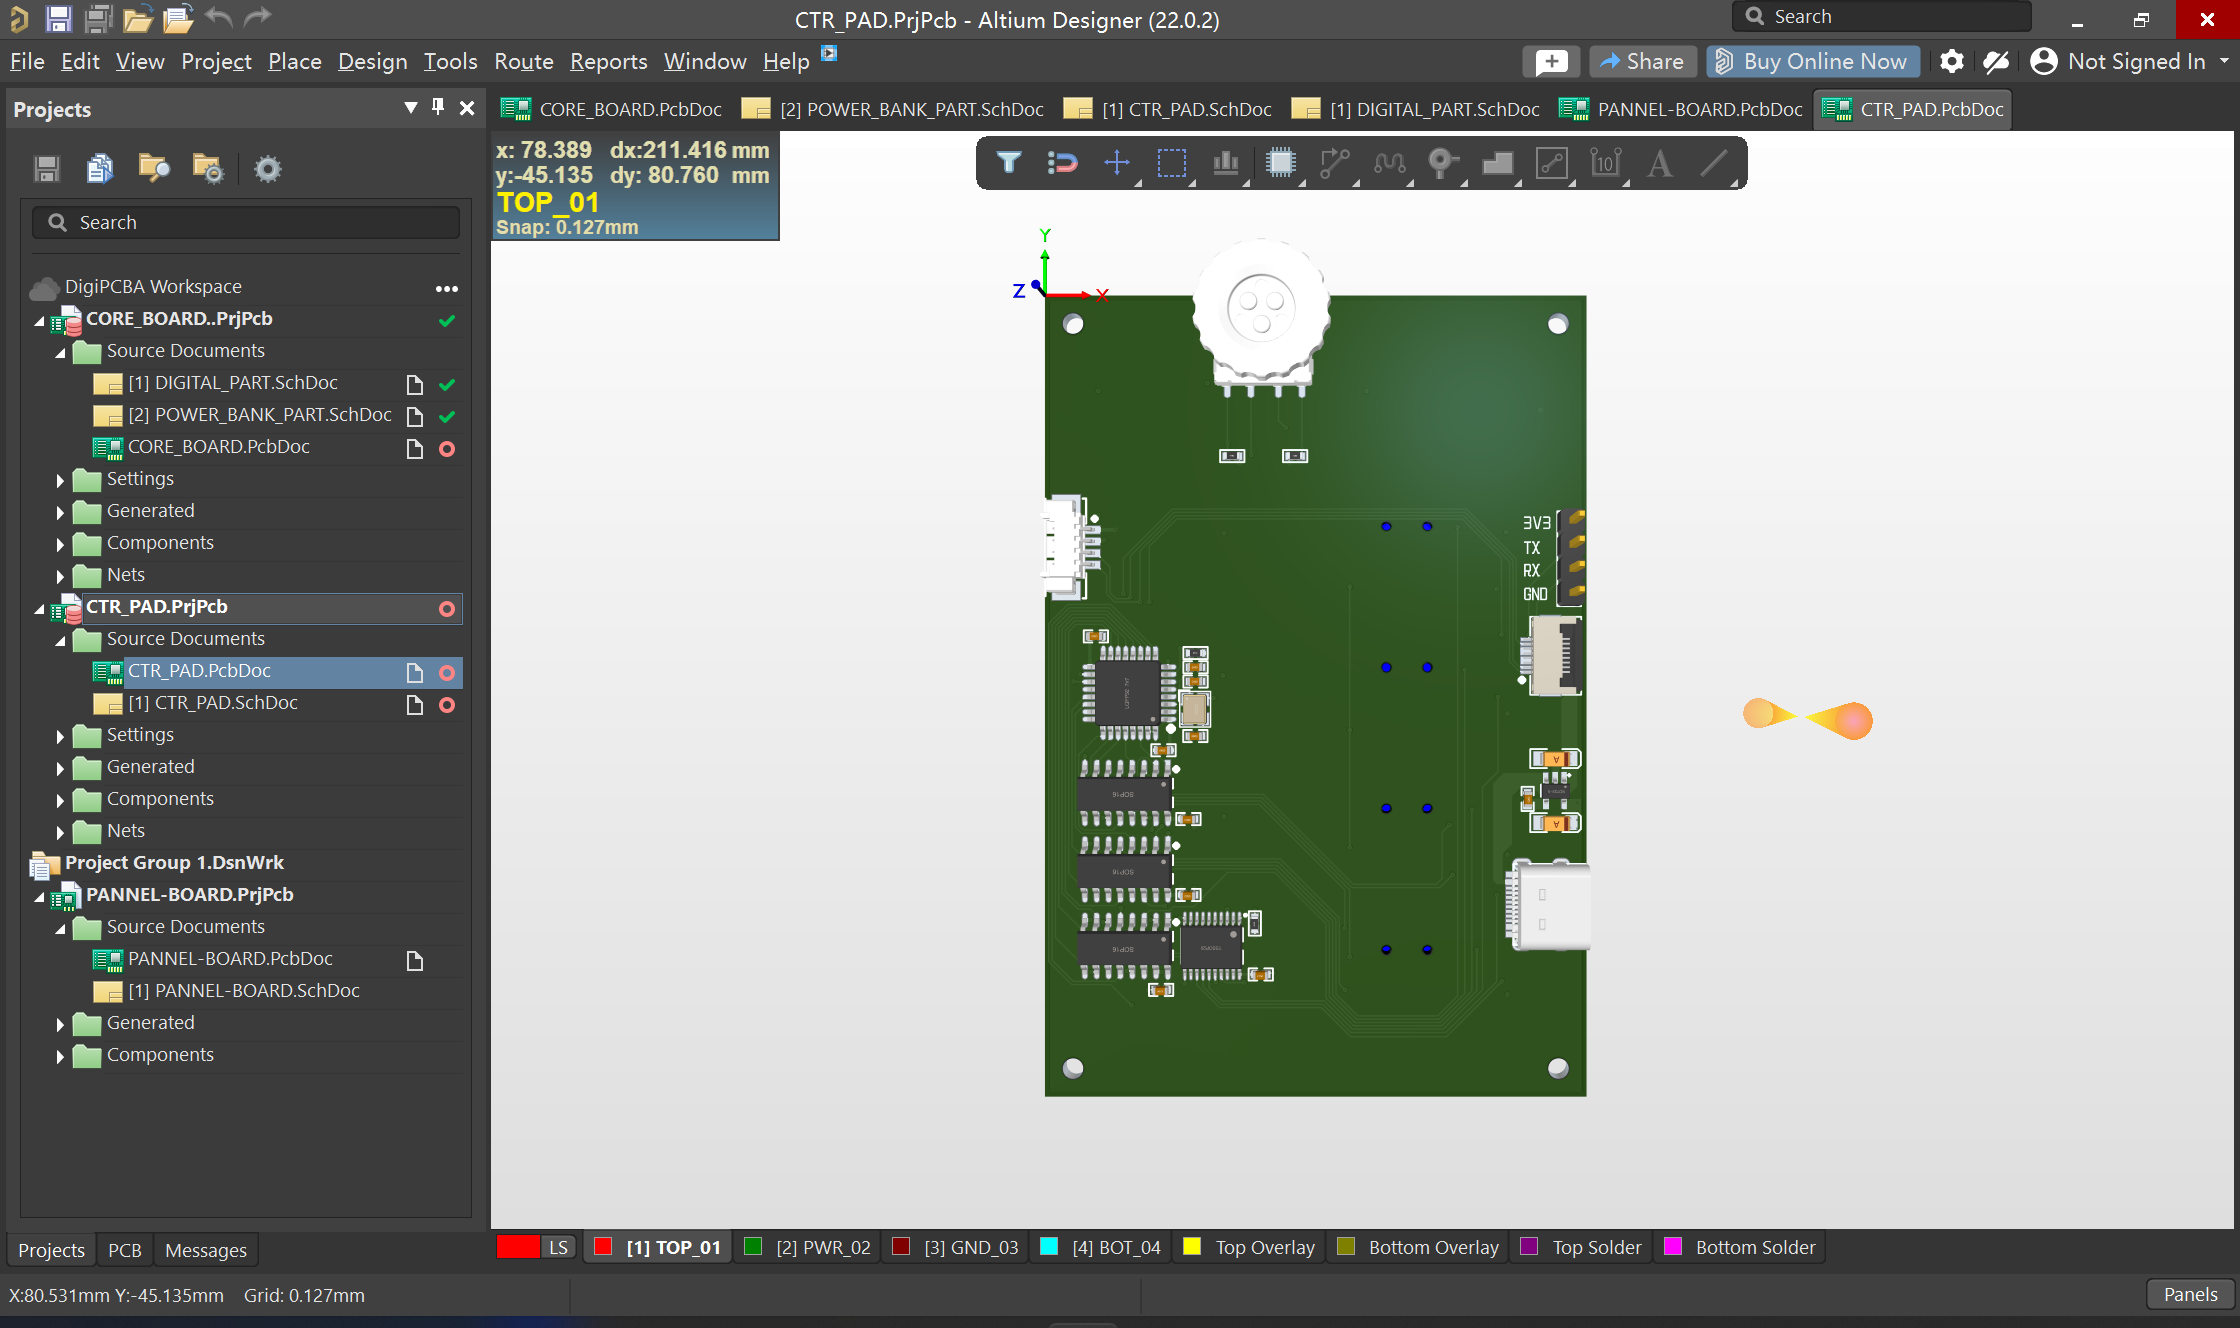 CTR_PAD.PrjPcb - Altium Designer (22.0.2)
Search
File Edit View Project Place Design Tools Route Reports Window Help
Share
Buy Online Now
Not Signed In
Projects
CORE_BOARD.PcbDoc
[2] POWER_BANK_PART.SchDoc
[1] CTR_PAD.SchDoc
[1] DIGITAL_PART.SchDoc
PANNEL-BOARD.PcbDoc
CTR_PAD.PcbDoc
x: 78.389 dx:211.416 mm
y:-45.135 dy: 80.760 mm
TOP_01
Snap: 0.127mm
Search
DigiPCBA Workspace
CORE_BOARD..PrjPcb
Source Documents
[1] DIGITAL_PART.SchDoc
[2] POWER_BANK_PART.SchDoc
CORE_BOARD.PcbDoc
Settings
Generated
Components
Nets
CTR_PAD.PrjPcb
Source Documents
CTR_PAD.PcbDoc
[1] CTR_PAD.SchDoc
Settings
Generated
Components
Nets
Project Group 1.DsnWrk
PANNEL-BOARD.PrjPcb
Source Documents
PANNEL-BOARD.PcbDoc
[1] PANNEL-BOARD.SchDoc
Generated
Components
10
A
Y
Z
X
3V3
TX
RX
GND
SOP16
SOP16
SOP16
A
A
Projects
PCB
Messages
LS
[1] TOP_01
[2] PWR_02
[3] GND_03
[4] BOT_04
Top Overlay
Bottom Overlay
Top Solder
Bottom Solder
X:80.531mm Y:-45.135mm Grid: 0.127mm
Panels